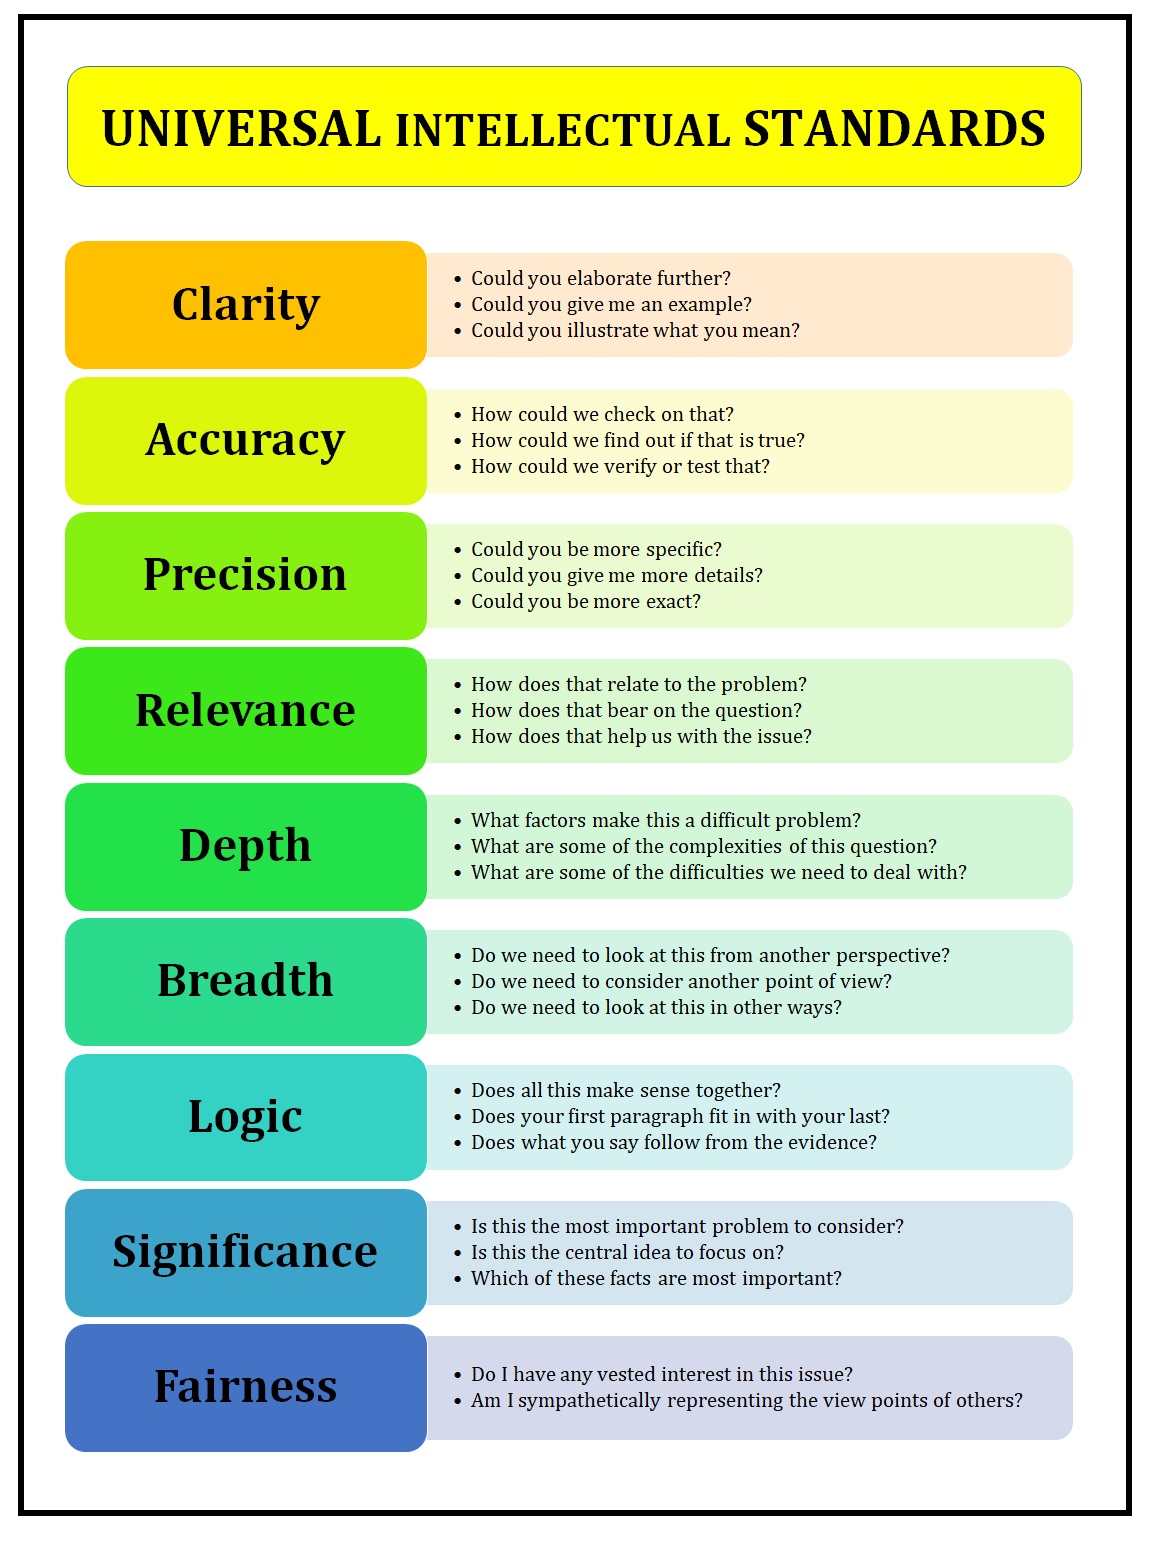 UNIVERSAL INTELLECTUAL STANDARDS
Clarity
• Could you elaborate further?
• Could you give me an example?
• Could you illustrate what you mean?
Accuracy
• How could we check on that?
• How could we find out if that is true?
• How could we verify or test that?
Precision
• Could you be more specific?
• Could you give me more details?
• Could you be more exact?
Relevance
• How does that relate to the problem?
• How does that bear on the question?
• How does that help us with the issue?
Depth
• What factors make this a difficult problem?
• What are some of the complexities of this question?
• What are some of the difficulties we need to deal with?
Breadth
• Do we need to look at this from another perspective?
• Do we need to consider another point of view?
• Do we need to look at this in other ways?
Logic
• Does all this make sense together?
• Does your first paragraph fit in with your last?
• Does what you say follow from the evidence?
Significance
• Is this the most important problem to consider?
• Is this the central idea to focus on?
• Which of these facts are most important?
Fairness
• Do I have any vested interest in this issue?
• Am I sympathetically representing the view points of others?